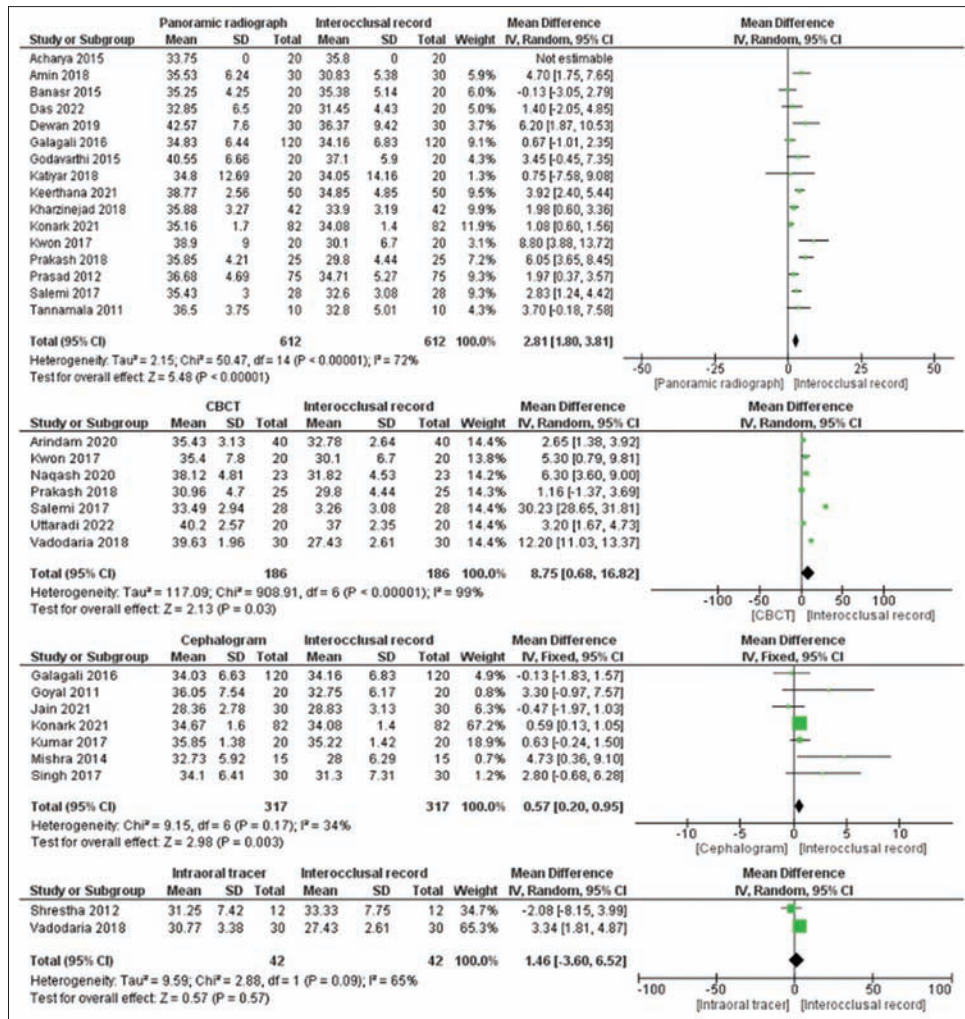 Panoramic radiograph Interocclusal record Mean Difference Mean Difference
Study or Subgroup Mean SD Total Mean SD Total Weight IV, Random, 95% CI IV, Random, 95% CI
Acharya 2015 33.75 0 20 35.8 0 20 Not estimable
Amin 2018 35.53 6.24 30 30.83 5.38 30 5.9% 4.70 [1.75, 7.65]
Banasr 2015 35.25 4.25 20 35.38 5.14 20 6.0% -0.13 [-3.05, 2.79]
Das 2022 32.85 6.5 20 31.45 4.43 20 5.0% 1.40 [-2.05, 4.85]
Dewan 2019 42.57 7.6 30 36.37 9.42 30 3.7% 6.20 [1.87, 10.53]
Galagali 2016 34.83 6.44 120 34.16 6.83 120 9.1% 0.67 [-1.01, 2.35]
Godavarthi 2015 40.55 6.66 20 37.1 5.9 20 4.3% 3.45 [-0.45, 7.35]
Katiyar 2018 34.8 12.69 20 34.05 14.16 20 1.3% 0.75 [-7.58, 9.08]
Keerthana 2021 38.77 2.56 50 34.85 4.85 50 9.5% 3.92 [2.40, 5.44]
Kharzinejad 2018 35.88 3.27 42 33.9 3.19 42 9.9% 1.98 [0.60, 3.36]
Konark 2021 35.16 1.7 82 34.08 1.4 82 11.9% 1.08 [0.60, 1.56]
Kwon 2017 38.9 9 20 30.1 6.7 20 3.1% 8.80 [3.88, 13.72]
Prakash 2018 35.85 4.21 25 29.8 4.44 25 7.2% 6.05 [3.65, 8.45]
Prasad 2012 36.68 4.69 75 34.71 5.27 75 9.3% 1.97 [0.37, 3.57]
Salemi 2017 35.43 3 28 32.6 3.08 28 9.3% 2.83 [1.24, 4.42]
Tannamala 2011 36.5 3.75 10 32.8 5.01 10 4.3% 3.70 [-0.18, 7.58]
Total (95% CI) 612 612 100.0% 2.81 [1.80, 3.81]
Heterogeneity: Tau² = 2.15; Chi² = 50.47, df = 14 (P < 0.00001); I² = 72%
Test for overall effect: Z = 5.48 (P < 0.00001)
-50 -25 0 25 50
[Panoramic radiograph] [Interocclusal record]
CBCT Interocclusal record Mean Difference Mean Difference
Study or Subgroup Mean SD Total Mean SD Total Weight IV, Random, 95% CI IV, Random, 95% CI
Arindam 2020 35.43 3.13 40 32.78 2.64 40 14.4% 2.65 [1.38, 3.92]
Kwon 2017 35.4 7.8 20 30.1 6.7 20 13.8% 5.30 [0.79, 9.81]
Naqash 2020 38.12 4.81 23 31.82 4.53 23 14.2% 6.30 [3.60, 9.00]
Prakash 2018 30.96 4.7 25 29.8 4.44 25 14.3% 1.16 [-1.37, 3.69]
Salemi 2017 33.49 2.94 28 3.26 3.08 28 14.4% 30.23 [28.65, 31.81]
Uttaradi 2022 40.2 2.57 20 37 2.35 20 14.4% 3.20 [1.67, 4.73]
Vadodaria 2018 39.63 1.96 30 27.43 2.61 30 14.4% 12.20 [11.03, 13.37]
Total (95% CI) 186 186 100.0% 8.75 [0.68, 16.82]
Heterogeneity: Tau² = 117.09; Chi² = 908.91, df = 6 (P < 0.00001); I² = 99%
Test for overall effect: Z = 2.13 (P = 0.03)
-100 -50 0 50 100
[CBCT] [Interocclusal record]
Cephalogram Interocclusal record Mean Difference Mean Difference
Study or Subgroup Mean SD Total Mean SD Total Weight IV, Fixed, 95% CI IV, Fixed, 95% CI
Galagali 2016 34.03 6.63 120 34.16 6.83 120 4.9% -0.13 [-1.83, 1.57]
Goyal 2011 36.05 7.54 20 32.75 6.17 20 0.8% 3.30 [-0.97, 7.57]
Jain 2021 28.36 2.78 30 28.83 3.13 30 6.3% -0.47 [-1.97, 1.03]
Konark 2021 34.67 1.6 82 34.08 1.4 82 67.2% 0.59 [0.13, 1.05]
Kumar 2017 35.85 1.38 20 35.22 1.42 20 18.9% 0.63 [-0.24, 1.50]
Mishra 2014 32.73 5.92 15 28 6.29 15 0.7% 4.73 [0.36, 9.10]
Singh 2017 34.1 6.41 30 31.3 7.31 30 1.2% 2.80 [-0.68, 6.28]
Total (95% CI) 317 317 100.0% 0.57 [0.20, 0.95]
Heterogeneity: Chi² = 9.15, df = 6 (P = 0.17); I² = 34%
Test for overall effect: Z = 2.98 (P = 0.003)
-10 -5 0 5 10
[Cephalogram] [Interocclusal record]
Intraoral tracer Interocclusal record Mean Difference Mean Difference
Study or Subgroup Mean SD Total Mean SD Total Weight IV, Random, 95% CI IV, Random, 95% CI
Shrestha 2012 31.25 7.42 12 33.33 7.75 12 34.7% -2.08 [-8.15, 3.99]
Vadodaria 2018 30.77 3.38 30 27.43 2.61 30 65.3% 3.34 [1.81, 4.87]
Total (95% CI) 42 42 100.0% 1.46 [-3.60, 6.52]
Heterogeneity: Tau² = 9.59; Chi² = 2.88, df = 1 (P = 0.09); I² = 65%
Test for overall effect: Z = 0.57 (P = 0.57)
-100 -50 0 50 100
[Intraoral tracer] [Interocclusal record]